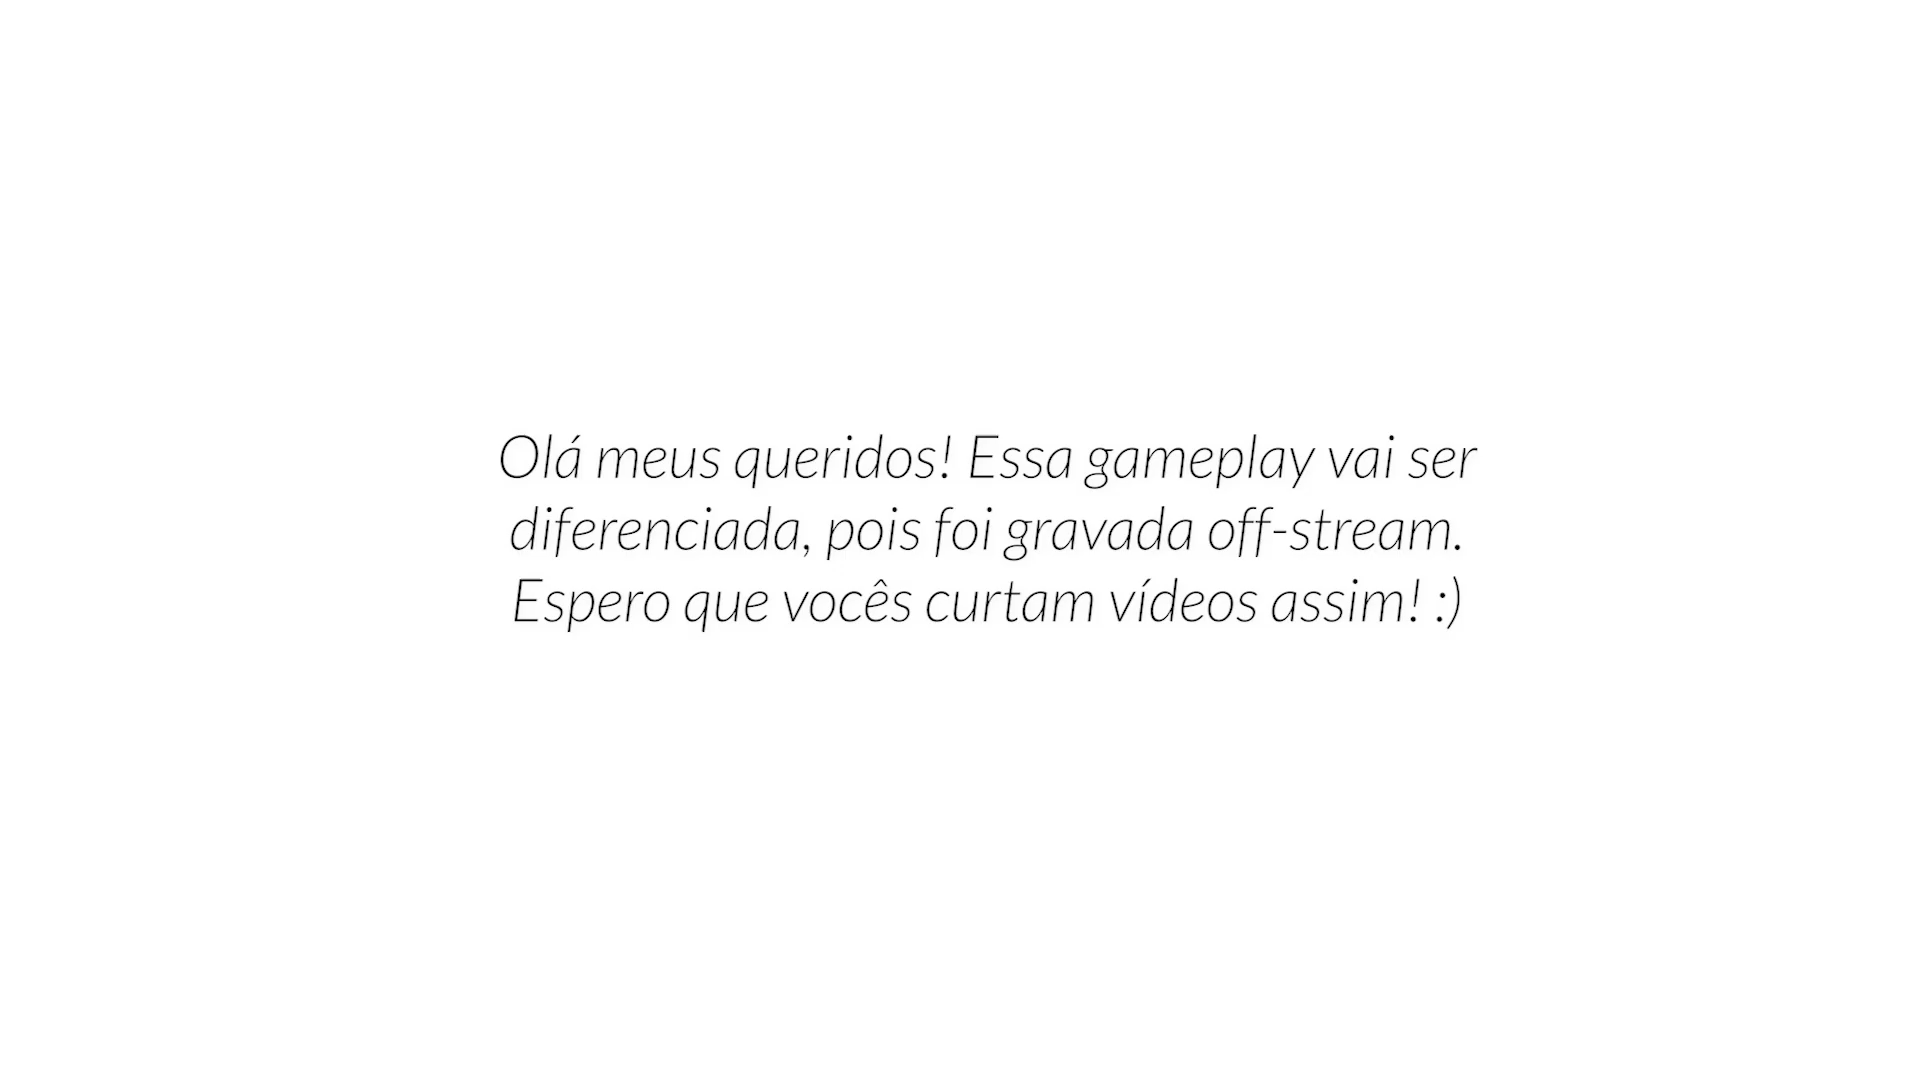 Olá meus queridos! Essa gameplay vai ser
diferenciada, pois foi gravada off-stream.
Espero que vocês curtam vídeos assim! :)